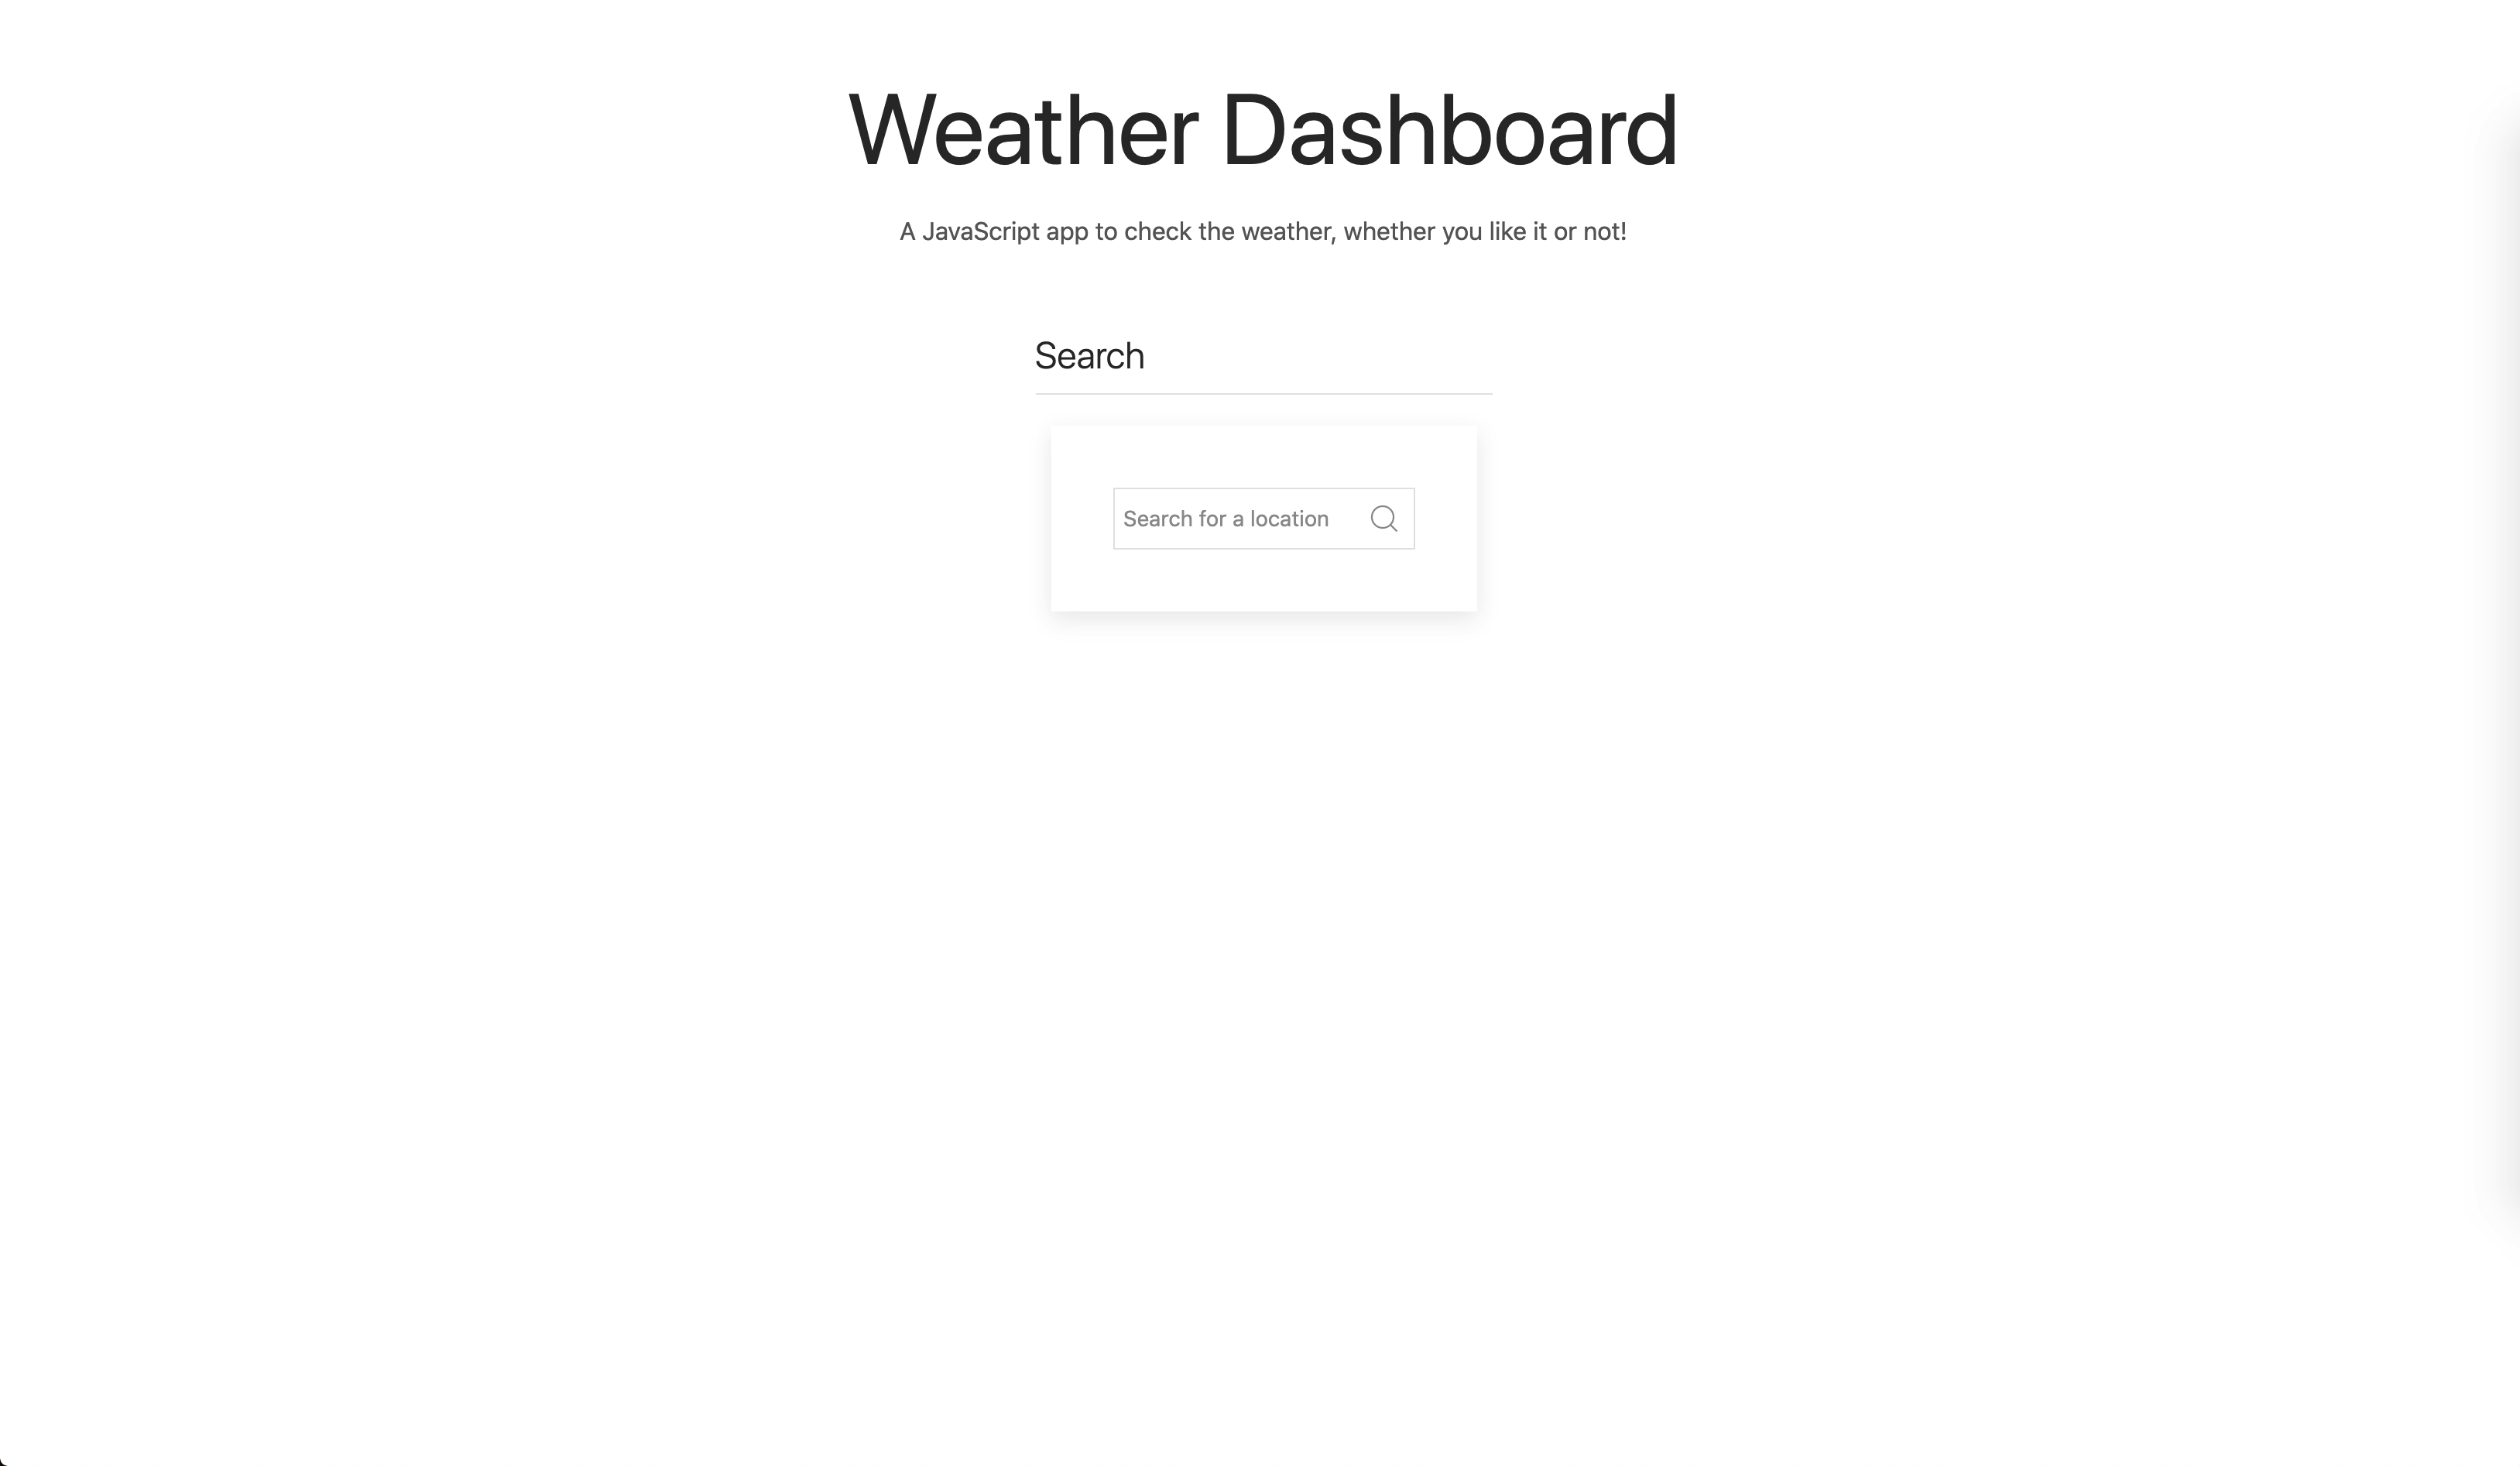 Weather Dashboard
A JavaScript app to check the weather, whether you like it or not!
Search
Search for a location